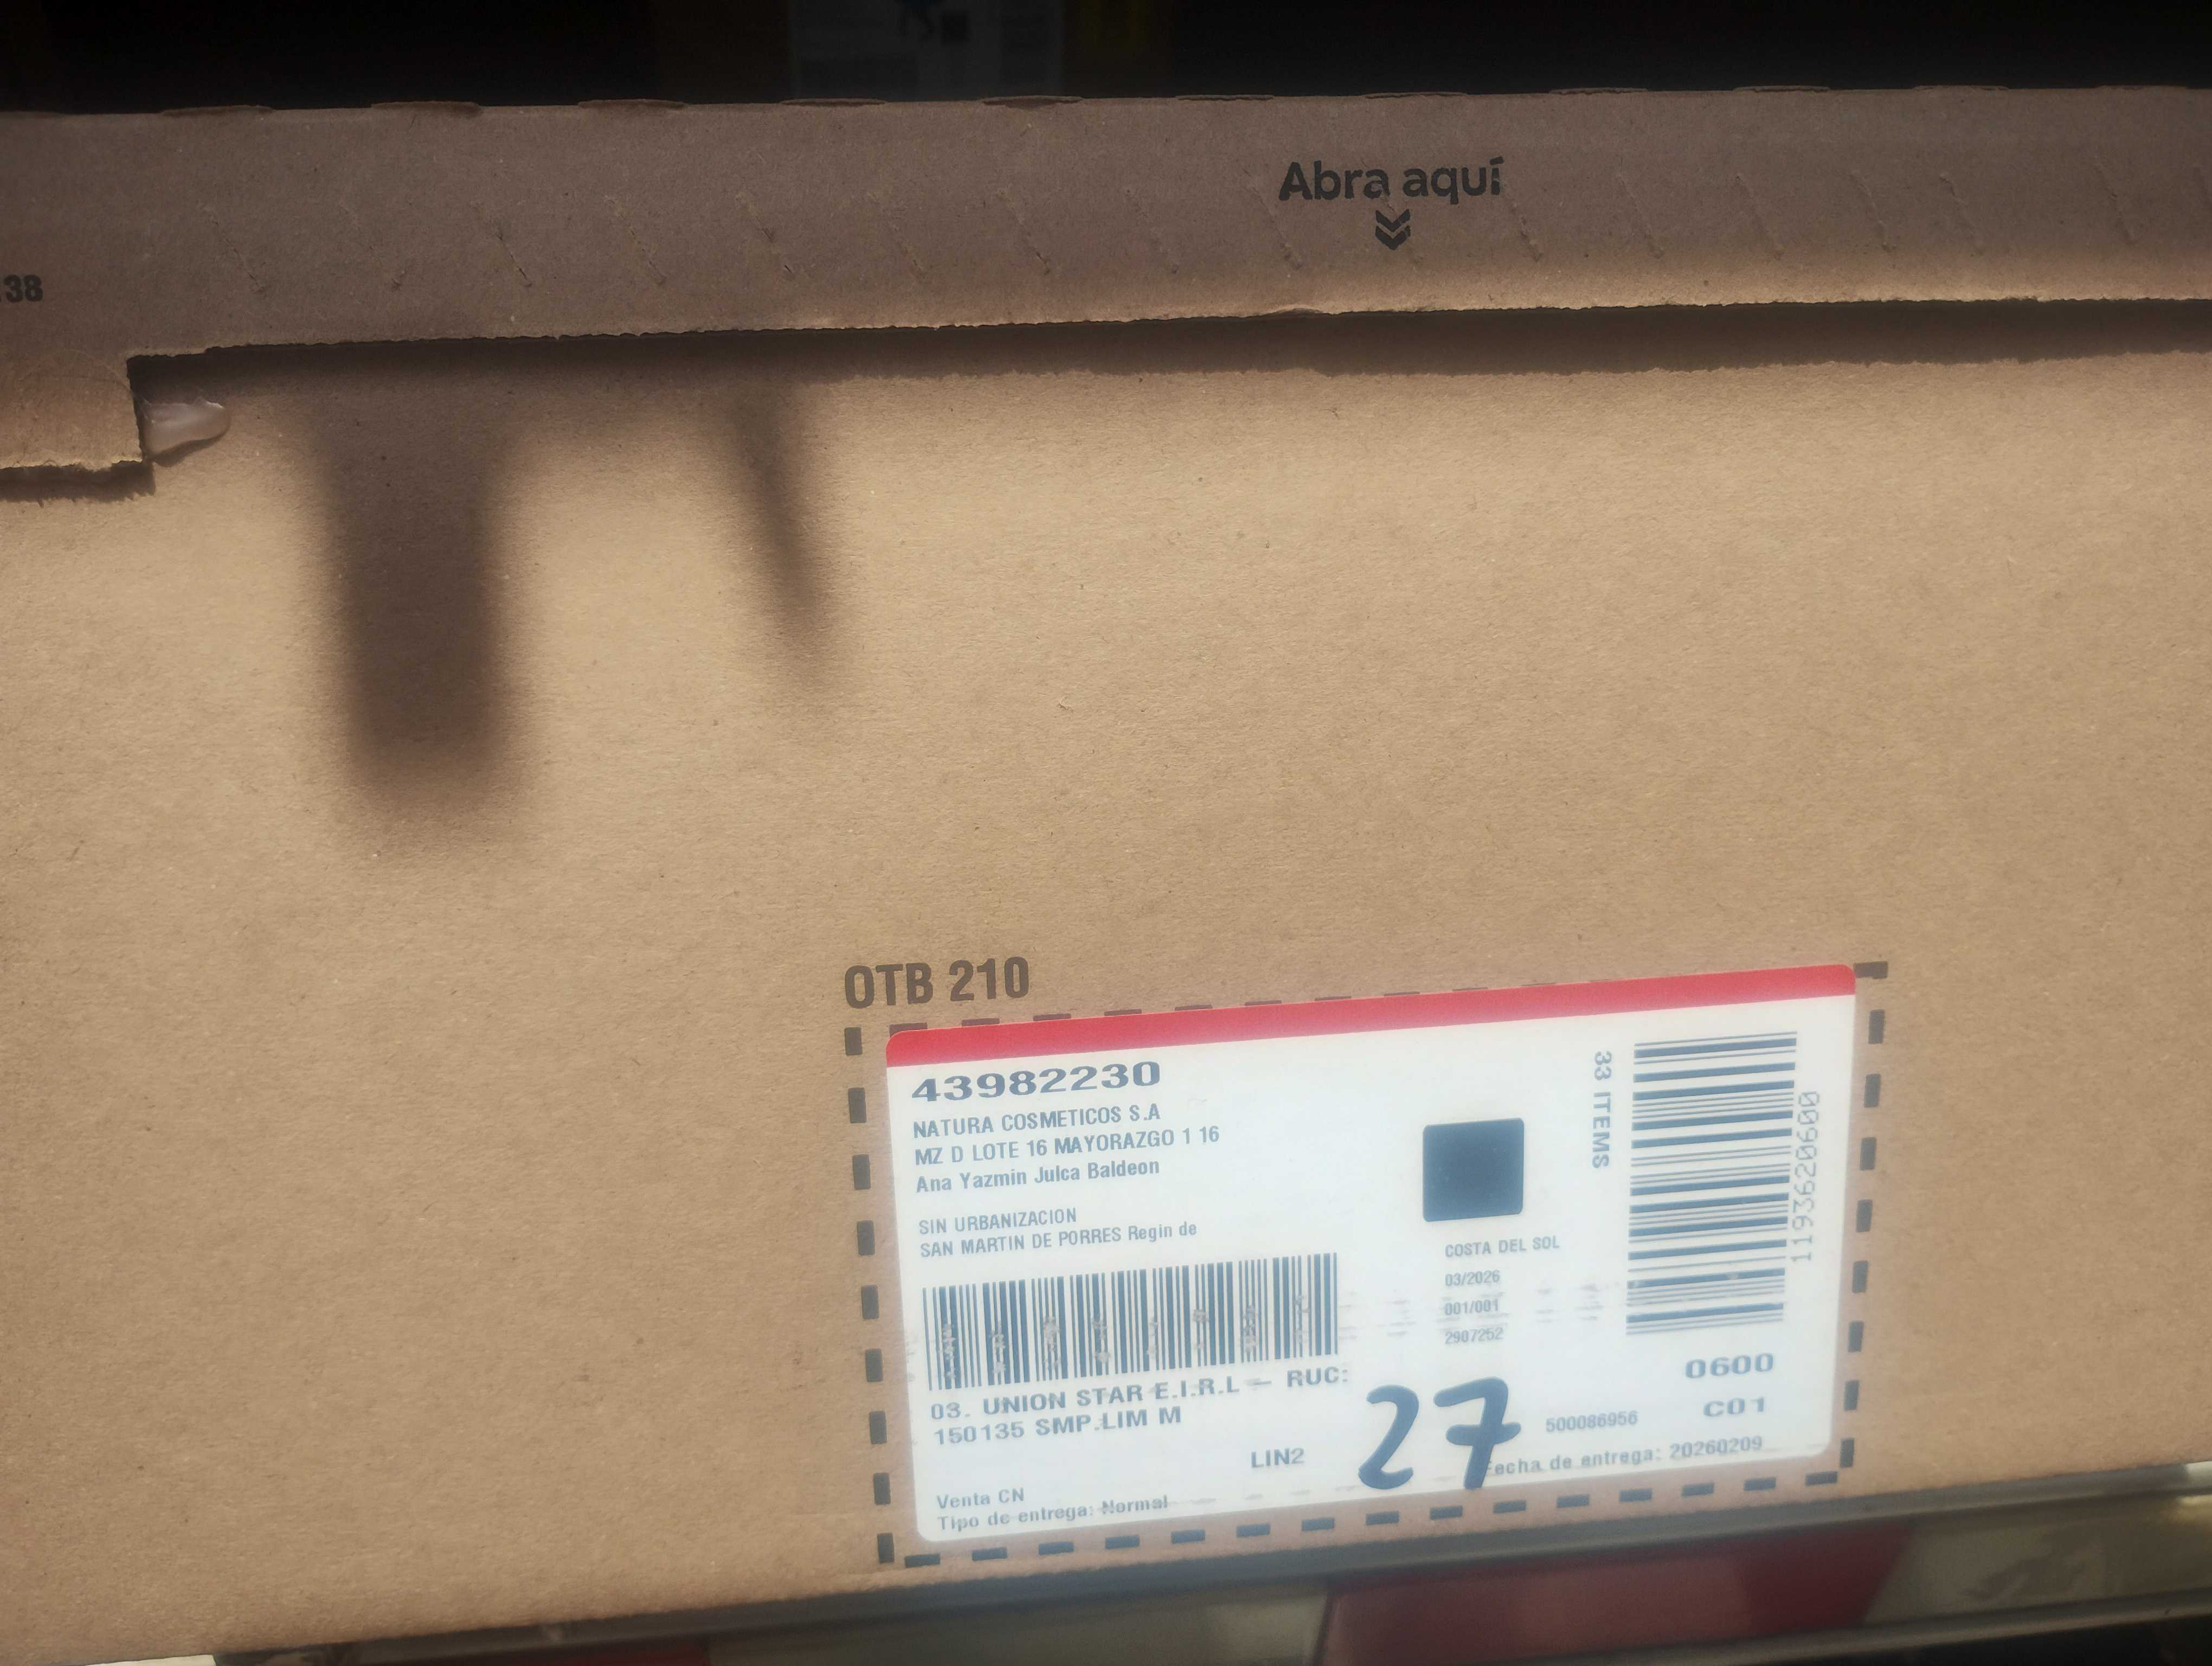 Abra aquí
38
OTB 210
43982230
NATURA COSMETICOS S.A
MZ D LOTE 16 MAYORAZGO 1 16
Ana Yazmin Julca Baldeon
SIN URBANIZACION
SAN MARTIN DE PORRES Regin de
33 ITEMS
1193620600
COSTA DEL SOL
03/2026
001/001
2907252
03. UNION STAR E.I.R.L — RUC:
150135 SMP.LIM M
LIN2
27
0600
C01
500086956
Fecha de entrega: 20260209
Venta CN
Tipo de entrega: Normal